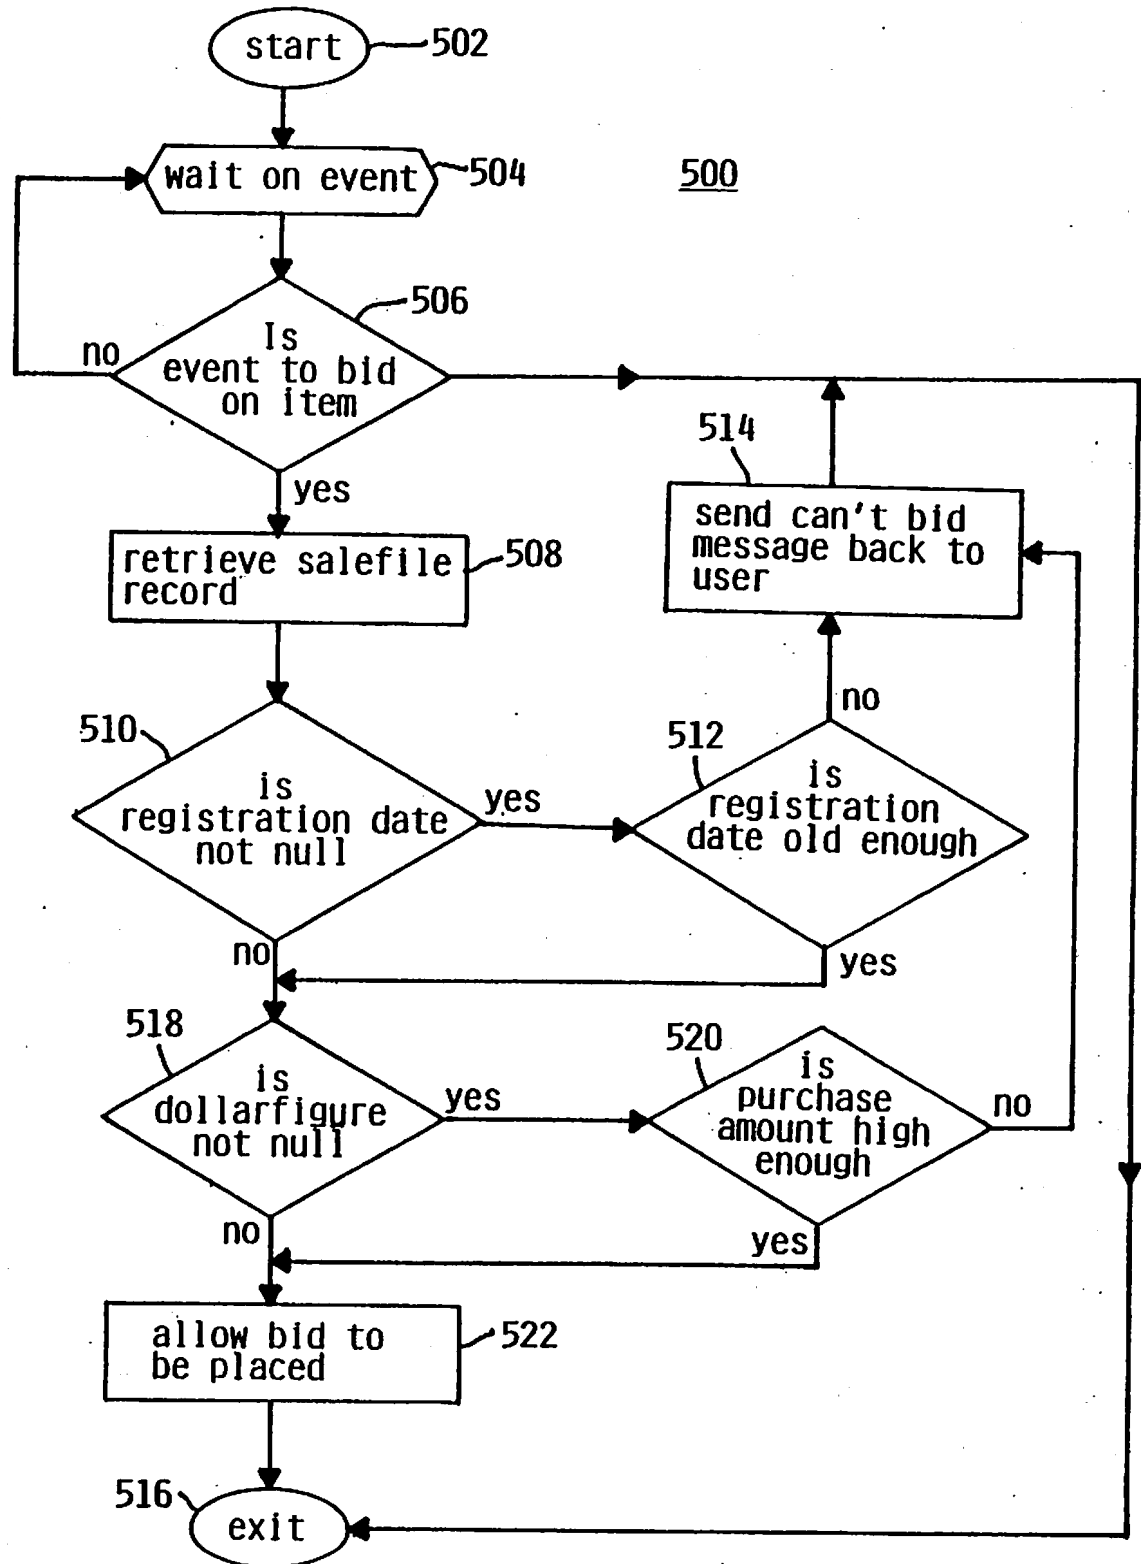 start
502
wait on event
504
500
506
Is
event to bid
on item
no
yes
514
send can't bid
message back to
user
retrieve salefile
record
508
no
510
is
registration date
not null
yes
512
is
registration
date old enough
no
yes
518
is
dollarfigure
not null
yes
520
is
purchase
amount high
enough
no
no
yes
allow bid to
be placed
522
516
exit